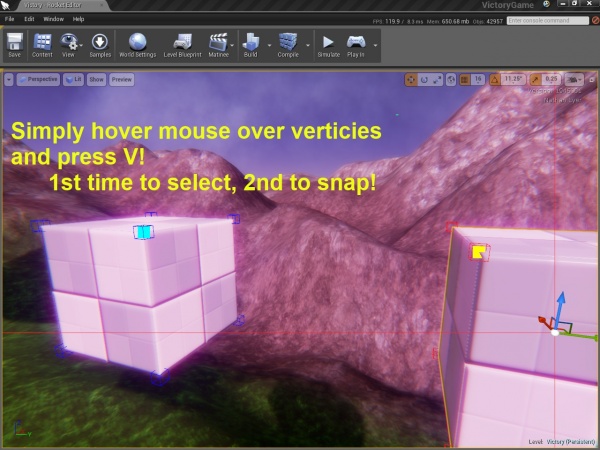 Victory - Rocket Editor
VictoryGame
File Edit Window Help
FPS: 119.9 / 8.3 ms Mem: 650.68 mb Objs: 42957 Enter console command
Save Content View Samples World Settings Level Blueprint Matinee Build Compile Simulate Play In
Perspective Lit Show Preview 16 11.25° 0.25
Simply hover mouse over verticies
and press V!
1st time to select, 2nd to snap!
Level: Victory (Persistent)